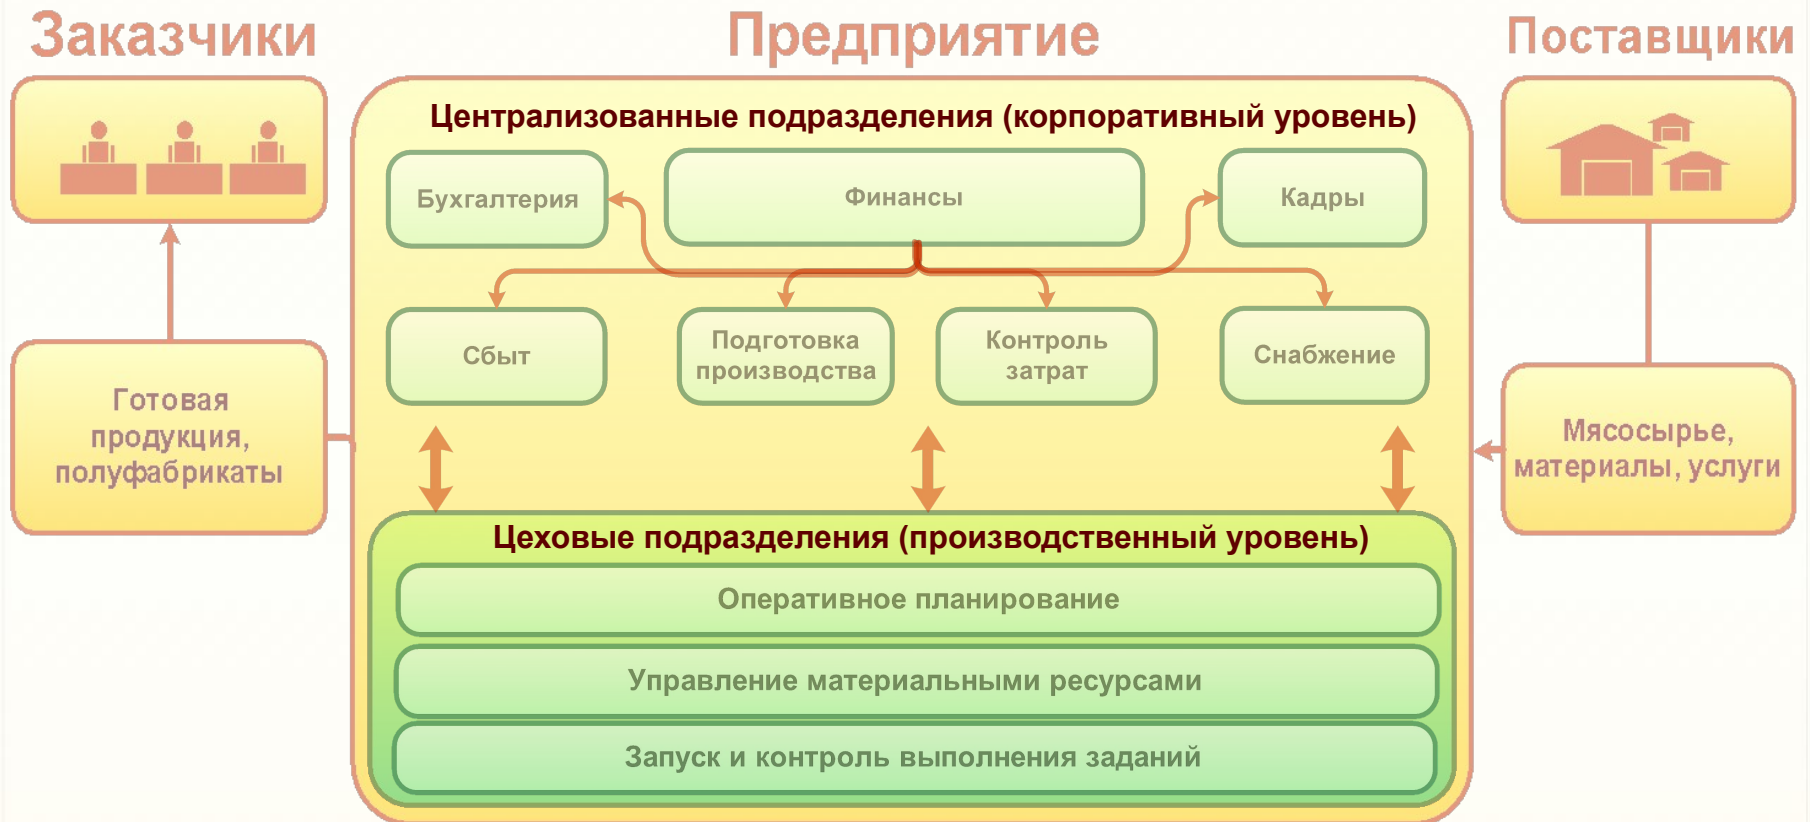 Заказчики
Предприятие
Поставщики
Централизованные подразделения (корпоративный уровень)
Бухгалтерия
Финансы
Кадры
Сбыт
Подготовка
производства
Контроль
затрат
Снабжение
Готовая
продукция,
полуфабрикаты
Мясосырье,
материалы, услуги
Цеховые подразделения (производственный уровень)
Оперативное планирование
Управление материальными ресурсами
Запуск и контроль выполнения заданий